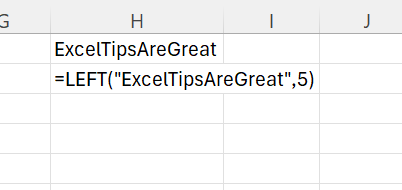 G H I J
ExcelTipsAreGreat
=LEFT("ExcelTipsAreGreat",5)